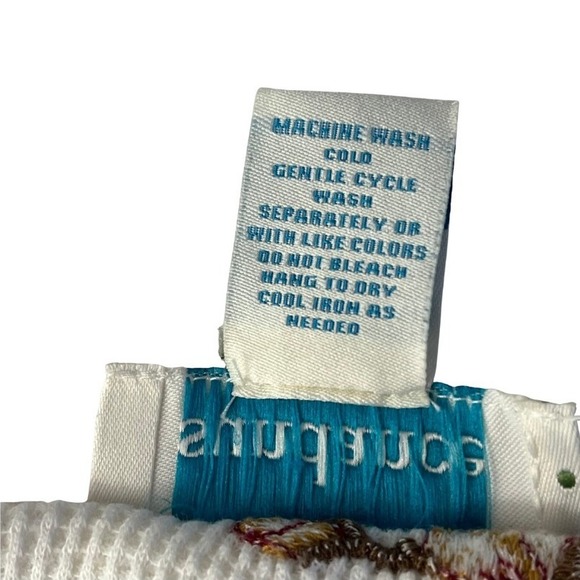 MACHINE WASH
COLD
GENTLE CYCLE
WASH
SEPARATELY OR
WITH LIKE COLORS
DO NOT BLEACH
HANG TO DRY
COOL IRON AS
NEEDED
sundance